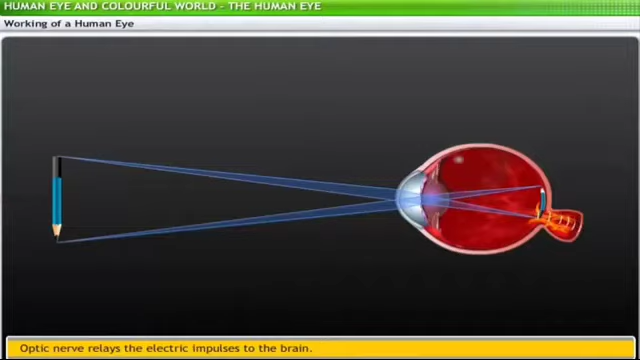 HUMAN EYE AND COLOURFUL WORLD - THE HUMAN EYE
Working of a Human Eye
Optic nerve relays the electric impulses to the brain.